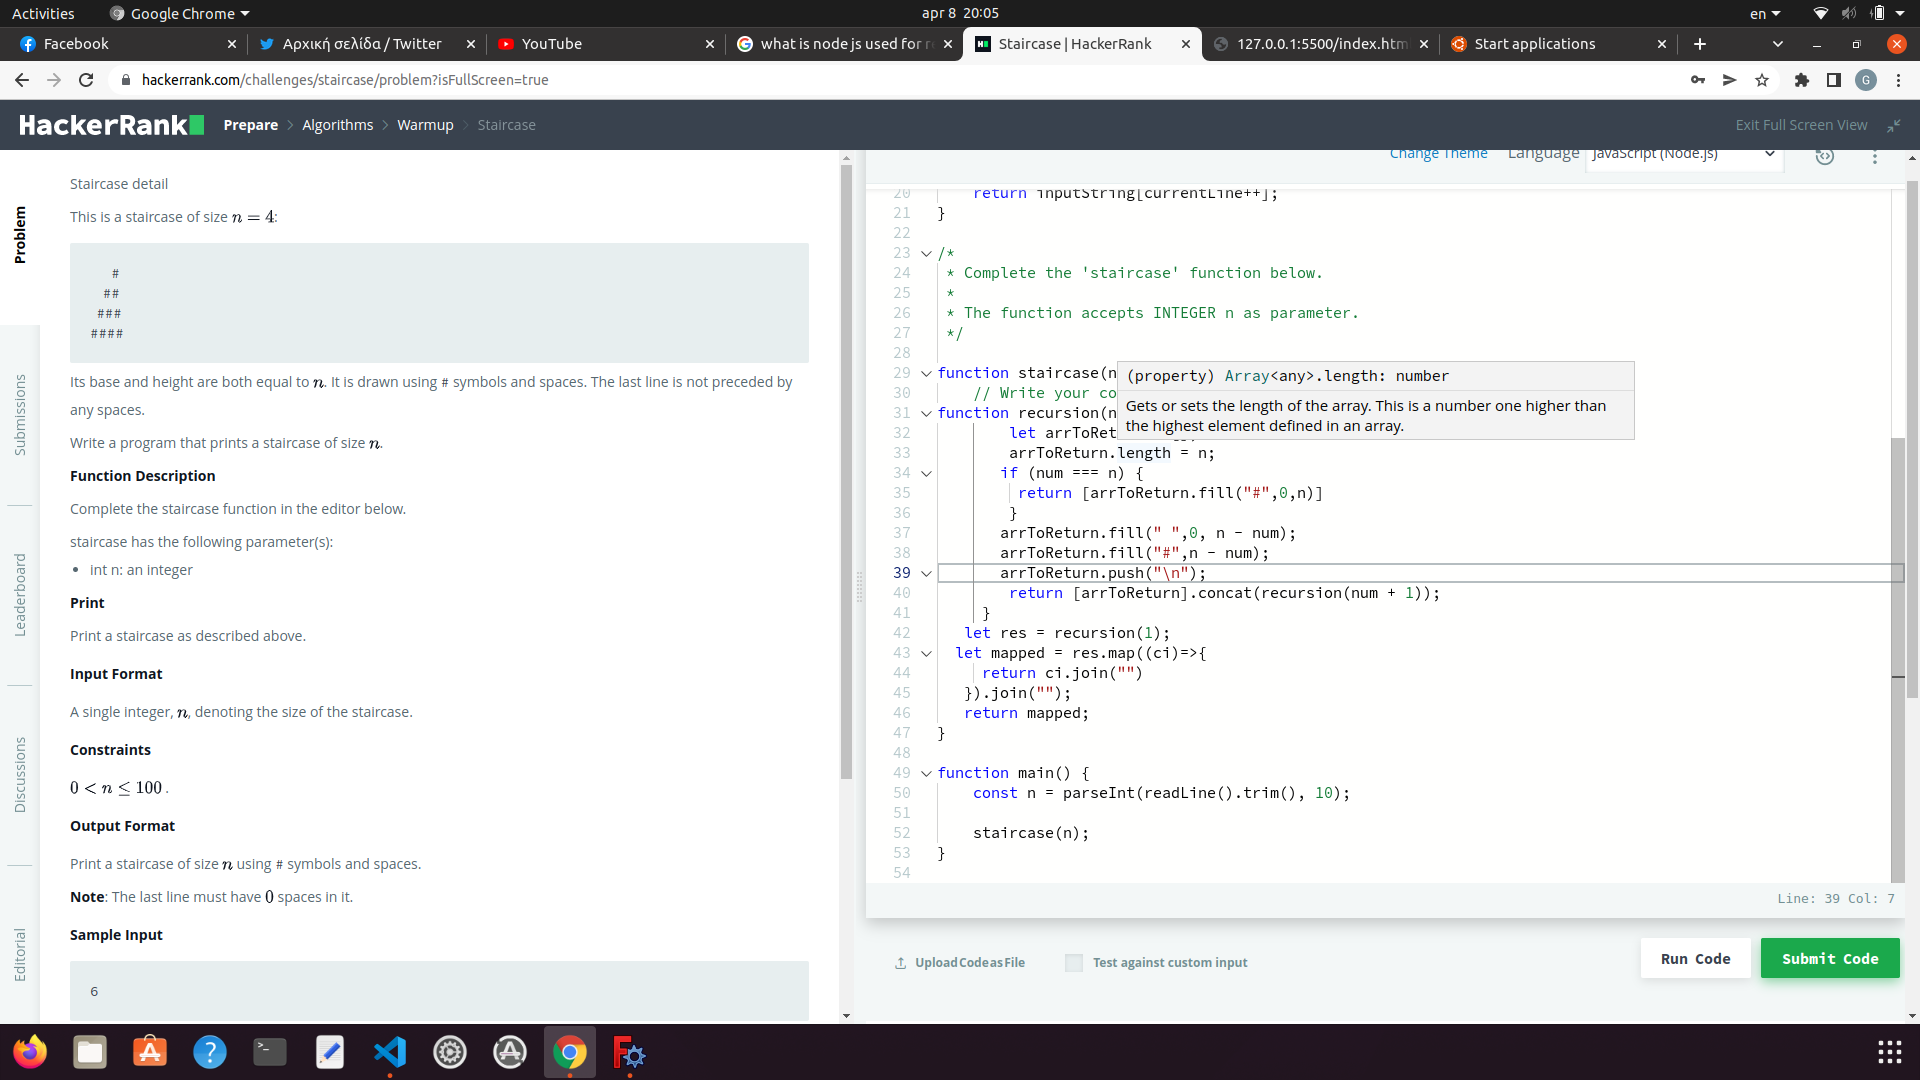 Activities
Google Chrome
apr 8 20:05
en
Facebook
Αρχική σελίδα / Twitter
YouTube
what is node js used for r
Staircase | HackerRank
127.0.0.1:5500/index.htm
Start applications
hackerrank.com/challenges/staircase/problem?isFullScreen=true
G
HackerRank
Prepare > Algorithms > Warmup > Staircase
Exit Full Screen View
Problem
Submissions
Leaderboard
Discussions
Editorial
Staircase detail
This is a staircase of size n = 4:
#
##
###
####
Its base and height are both equal to n. It is drawn using # symbols and spaces. The last line is not preceded by
any spaces.
Write a program that prints a staircase of size n.
Function Description
Complete the staircase function in the editor below.
staircase has the following parameter(s):
• int n: an integer
Print
Print a staircase as described above.
Input Format
A single integer, n, denoting the size of the staircase.
Constraints
0 < n ≤ 100 .
Output Format
Print a staircase of size n using # symbols and spaces.
Note: The last line must have 0 spaces in it.
Sample Input
6
Change Theme
Language
JavaScript (Node.js)
20 return inputString[currentLine++];
21 }
22
23 /*
24 * Complete the 'staircase' function below.
25 *
26 * The function accepts INTEGER n as parameter.
27 */
28
29 function staircase(n
30 // Write your co
31 function recursion(n
32 let arrToRet
33 arrToReturn.length = n;
34 if (num === n) {
35 return [arrToReturn.fill("#",0,n)]
36 }
37 arrToReturn.fill(" ",0, n - num);
38 arrToReturn.fill("#",n - num);
39 arrToReturn.push("\n");
40 return [arrToReturn].concat(recursion(num + 1));
41 }
42 let res = recursion(1);
43 let mapped = res.map((ci)=>{
44 return ci.join("")
45 }).join("");
46 return mapped;
47 }
48
49 function main() {
50 const n = parseInt(readLine().trim(), 10);
51
52 staircase(n);
53 }
54
(property) Array<any>.length: number
Gets or sets the length of the array. This is a number one higher than
the highest element defined in an array.
Line: 39 Col: 7
Upload Code as File
Test against custom input
Run Code
Submit Code